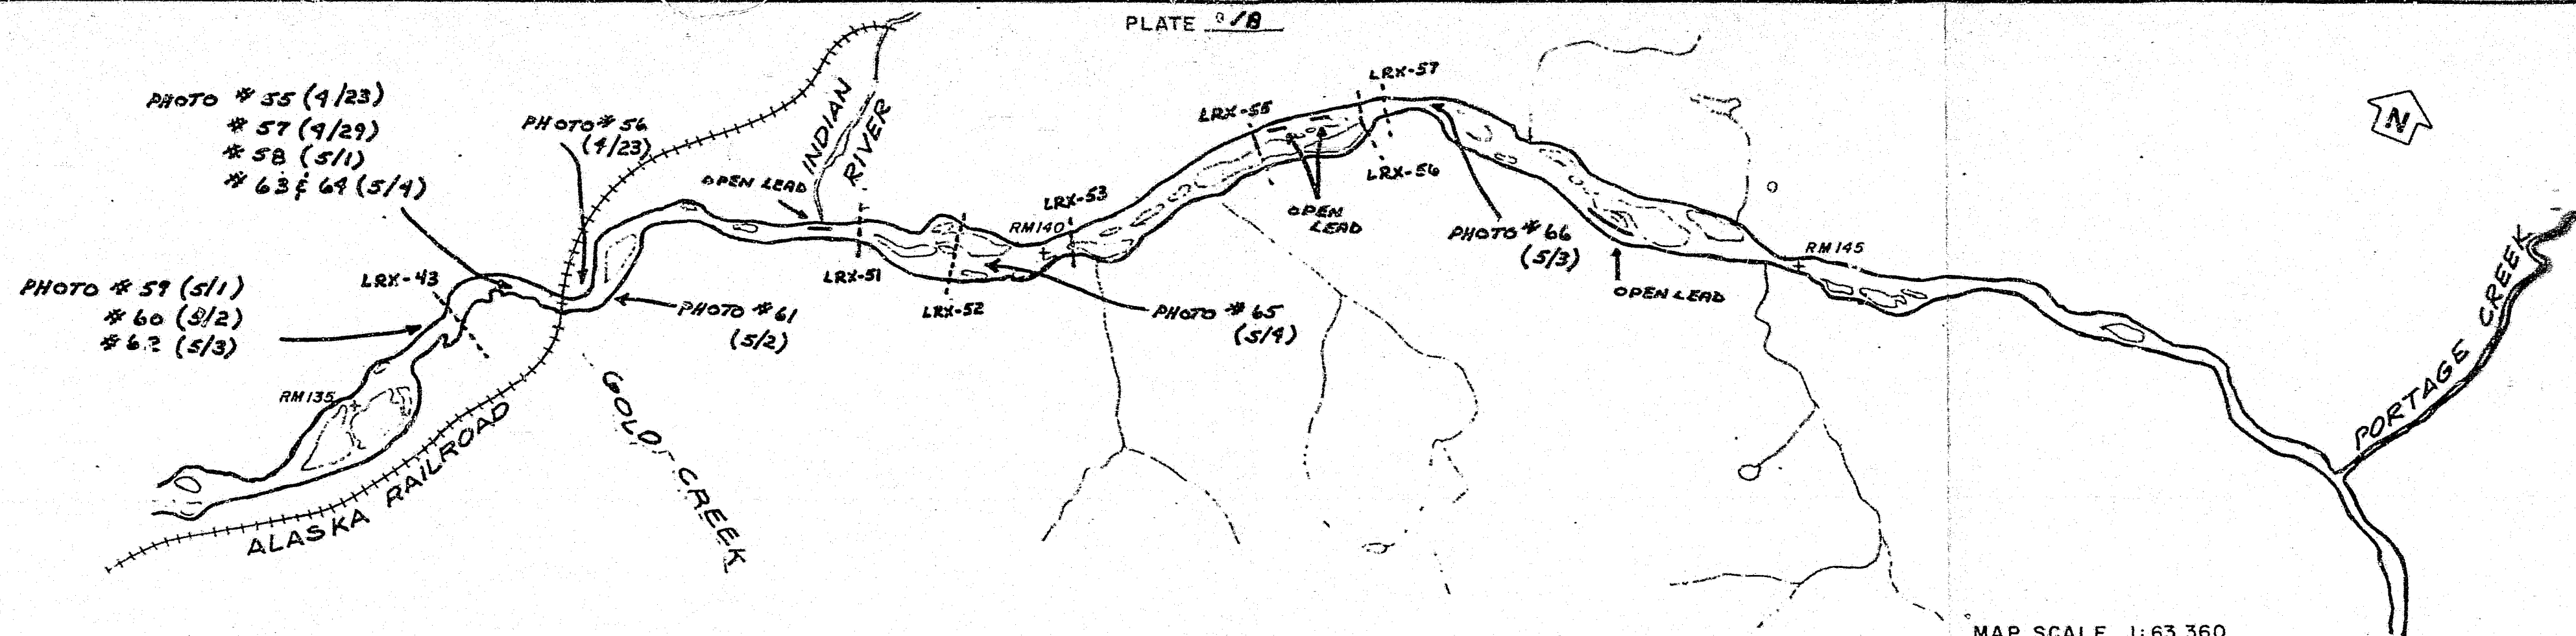 PLATE
PHOTO # 55 (4/23)
# 57 (4/29)
# 58 (5/1)
# 63 & 64 (5/4)
PHOTO # 56
(4/23)
INDIAN
RIVER
OPEN LEAD
LRX-51
LRX-52
RM140
LRX-53
LRX-55
LRX-57
LRX-56
OPEN
LEAD
PHOTO # 66
(5/3)
OPEN LEAD
RM145
N
PHOTO # 59 (5/1)
# 60 (5/2)
(5/3)
LRX-43
PHOTO # 61
(5/2)
PHOTO # 65
(5/4)
RM135
ALASKA RAILROAD
GOLD CREEK
PORTAGE CREEK
MAP SCALE 1:63,360